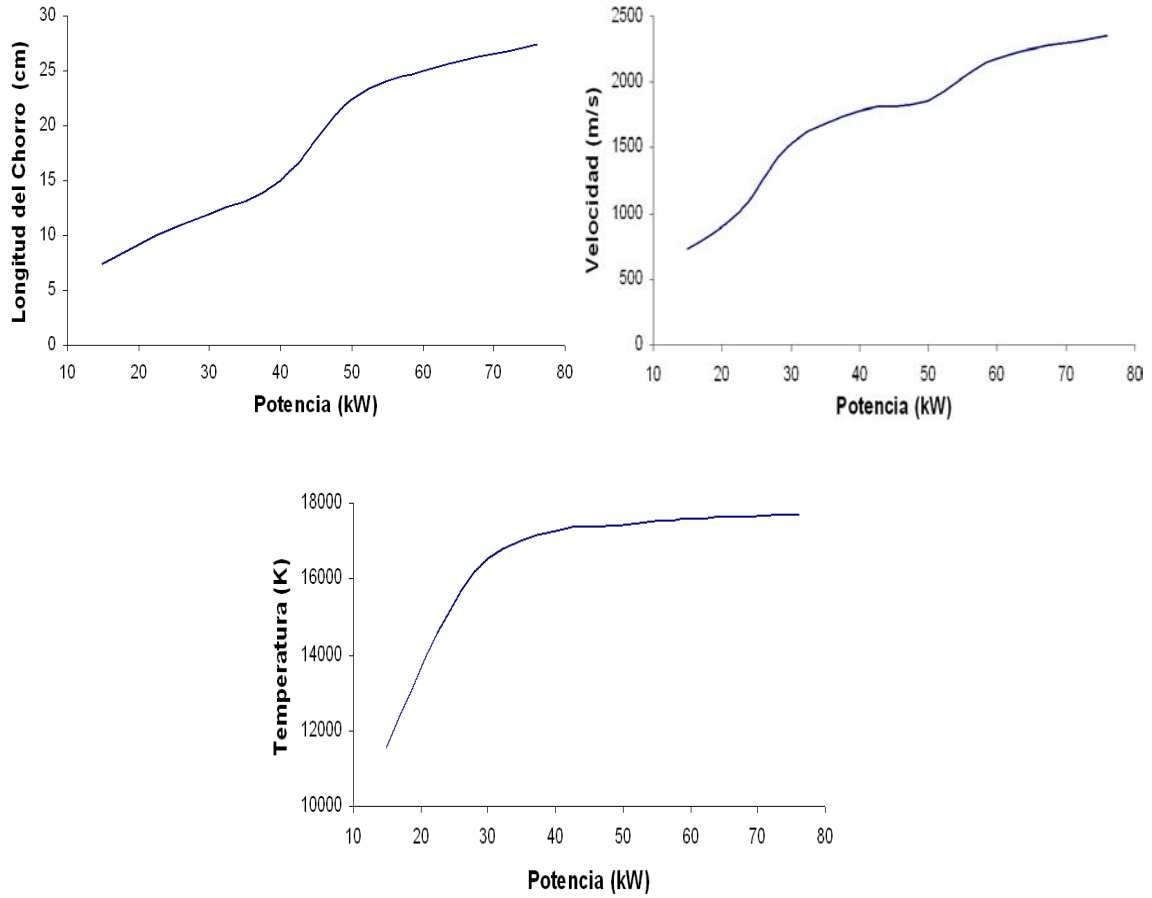 Longitud del Chorro (cm)
30
25
20
15
10
5
0
10 20 30 40 50 60 70 80
Potencia (kW)
Velocidad (m/s)
2500
2000
1500
1000
500
0
10 20 30 40 50 60 70 80
Potencia (kW)
Temperatura (K)
18000
16000
14000
12000
10000
10 20 30 40 50 60 70 80
Potencia (kW)